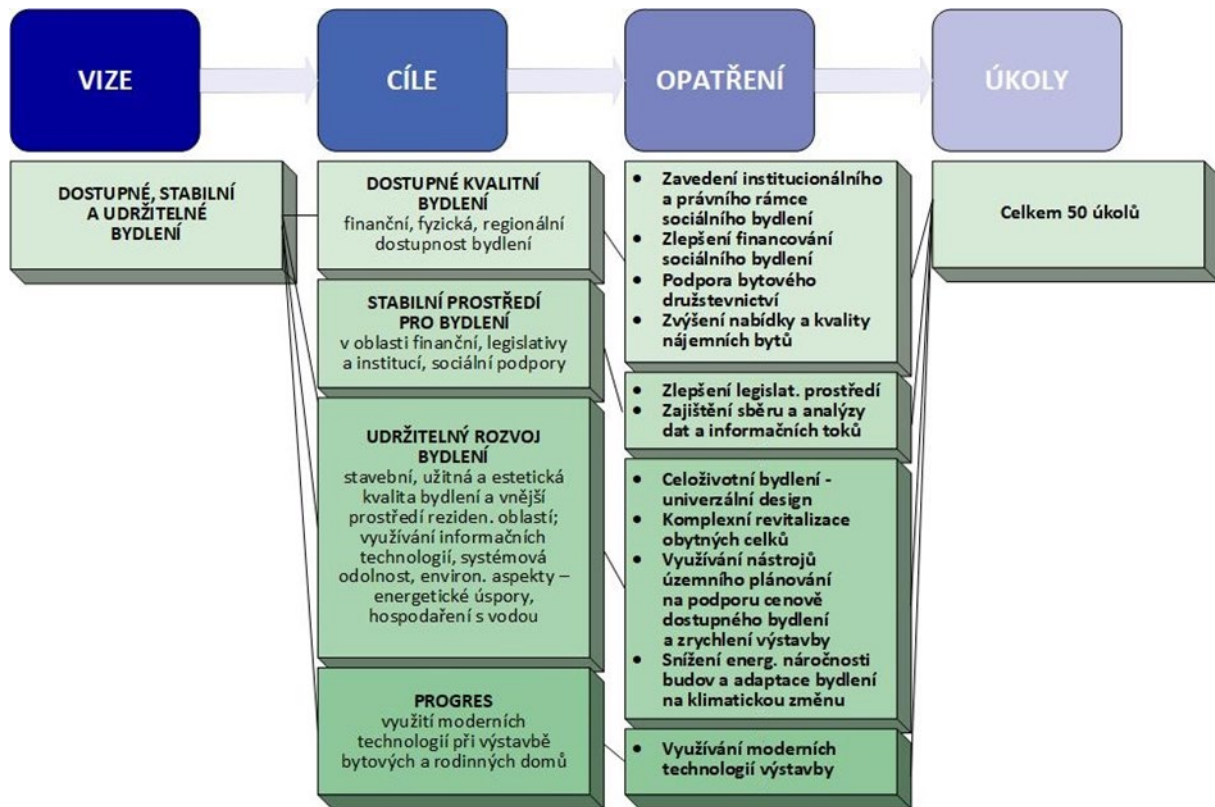 VIZE
CÍLE
OPATŘENÍ
ÚKOLY
DOSTUPNÉ, STABILNÍ
A UDRŽITELNÉ
BYDLENÍ
DOSTUPNÉ KVALITNÍ
BYDLENÍ
finanční, fyzická, regionální
dostupnost bydlení
STABILNÍ PROSTŘEDÍ
PRO BYDLENÍ
v oblasti finanční, legislativy
a institucí, sociální podpory
UDRŽITELNÝ ROZVOJ
BYDLENÍ
stavební, užitná a estetická
kvalita bydlení a vnější
prostředí reziden. oblastí;
využívání informačních
technologií, systémová
odolnost, environ. aspekty –
energetické úspory,
hospodaření s vodou
PROGRES
využití moderních
technologií při výstavbě
bytových a rodinných domů
• Zavedení institucionálního
a právního rámce
sociálního bydlení
• Zlepšení financování
sociálního bydlení
• Podpora bytového
družstevnictví
• Zvýšení nabídky a kvality
nájemních bytů
• Zlepšení legislat. prostředí
• Zajištění sběru a analýzy
dat a informačních toků
• Celoživotní bydlení -
univerzální design
• Komplexní revitalizace
obytných celků
• Využívání nástrojů
územního plánování
na podporu cenově
dostupného bydlení
a zrychlení výstavby
• Snížení energ. náročnosti
budov a adaptace bydlení
na klimatickou změnu
• Využívání moderních
technologií výstavby
Celkem 50 úkolů